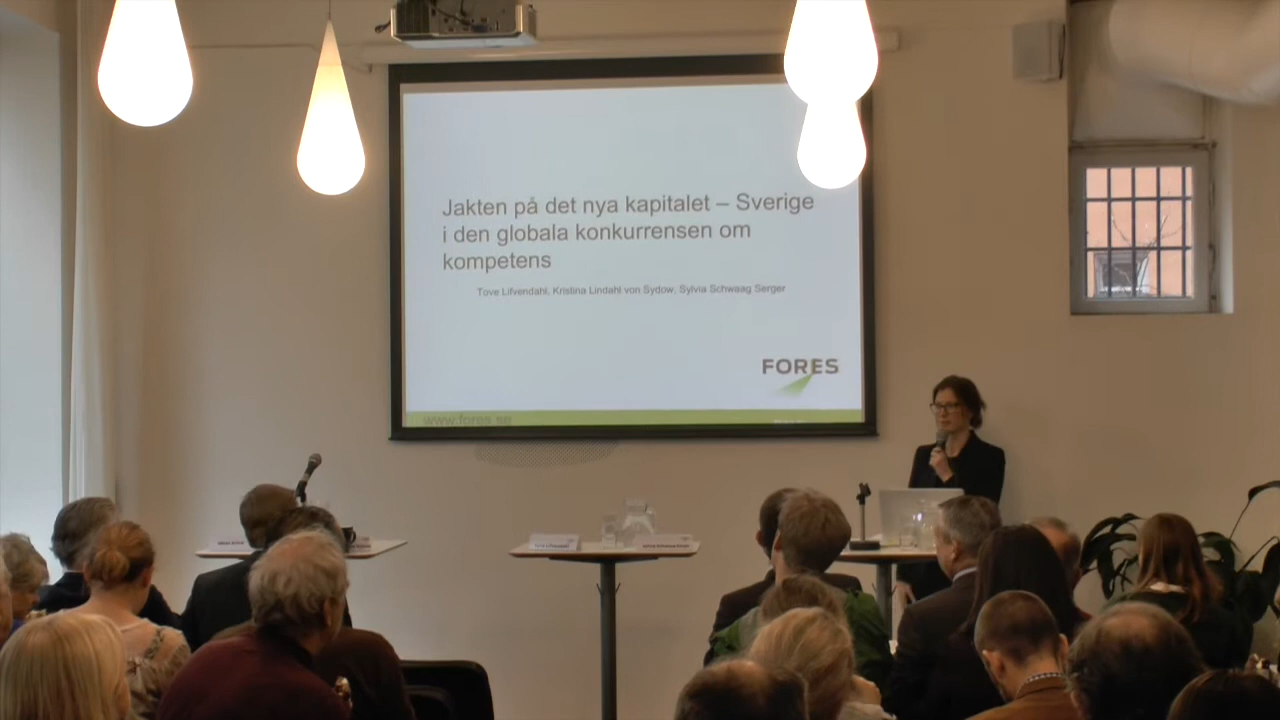 Jakten på det nya kapitalet – Sverige
i den globala konkurrensen om
kompetens
Tove Lifvendahl, Kristina Lindahl von Sydow, Sylvia Schwaag Serger
FORES
www.fores.se